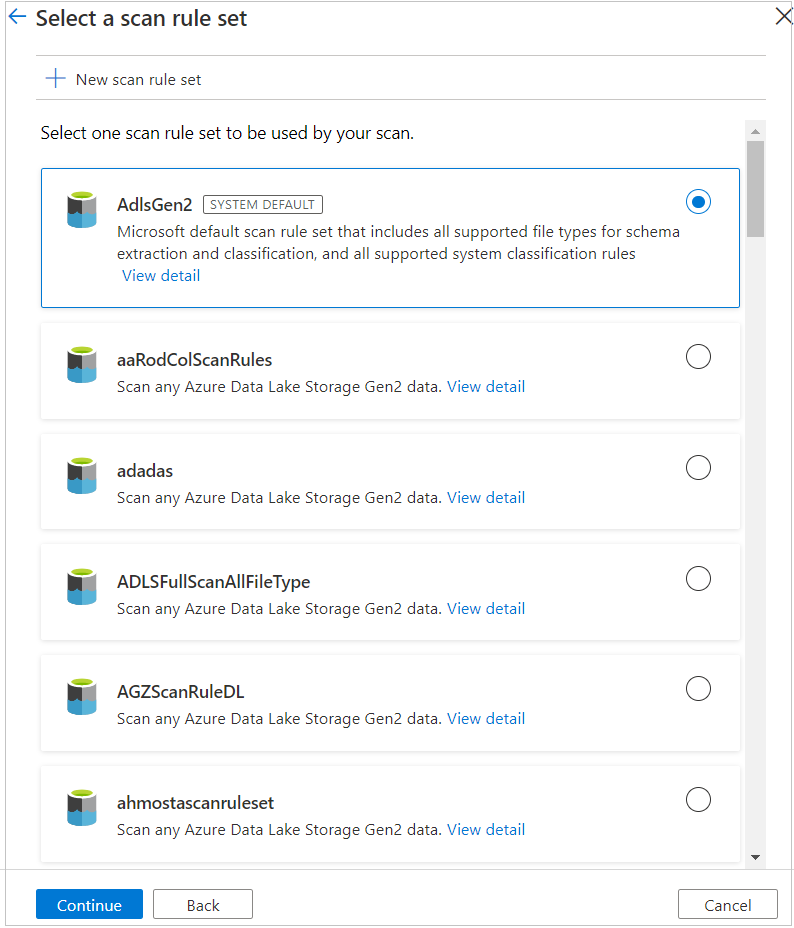 Select a scan rule set
New scan rule set
Select one scan rule set to be used by your scan.
AdlsGen2 SYSTEM DEFAULT
Microsoft default scan rule set that includes all supported file types for schema
extraction and classification, and all supported system classification rules
View detail
aaRodColScanRules
Scan any Azure Data Lake Storage Gen2 data. View detail
adadas
Scan any Azure Data Lake Storage Gen2 data. View detail
ADLSFullScanAllFileType
Scan any Azure Data Lake Storage Gen2 data. View detail
AGZScanRuleDL
Scan any Azure Data Lake Storage Gen2 data. View detail
ahmostascanruleset
Scan any Azure Data Lake Storage Gen2 data. View detail
Continue Back Cancel